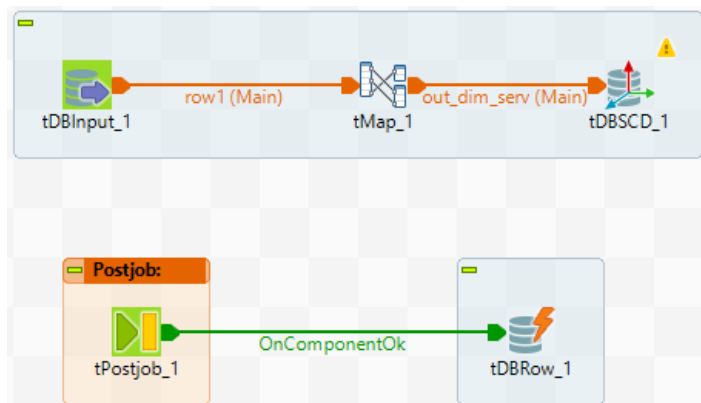 row1 (Main)
out_dim_serv (Main)
tDBInput_1
tMap_1
tDBSCD_1
Postjob:
OnComponentOk
tPostjob_1
tDBRow_1